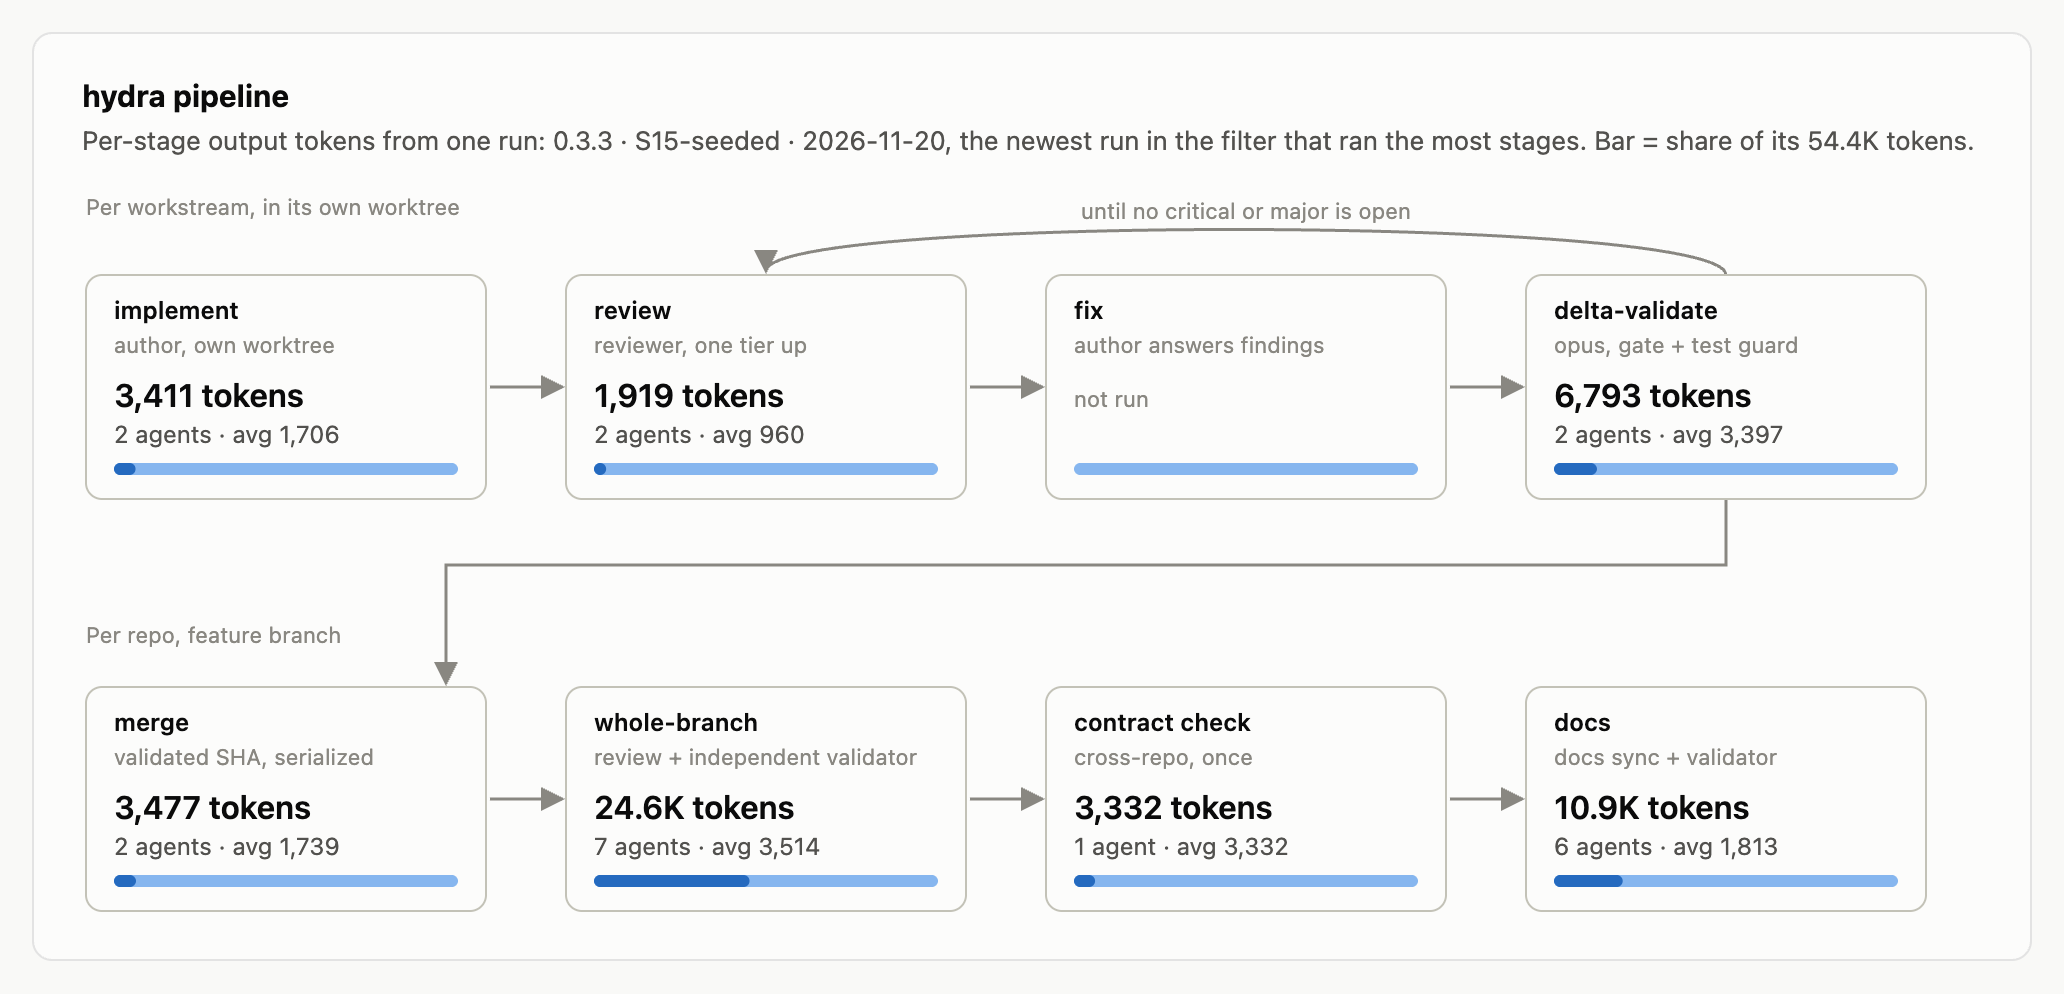 hydra pipeline
Per-stage output tokens from one run: 0.3.3 · S15-seeded · 2026-11-20, the newest run in the filter that ran the most stages. Bar = share of its 54.4K tokens.
Per workstream, in its own worktree
until no critical or major is open
implement
author, own worktree
3,411 tokens
2 agents · avg 1,706
review
reviewer, one tier up
1,919 tokens
2 agents · avg 960
fix
author answers findings
not run
delta-validate
opus, gate + test guard
6,793 tokens
2 agents · avg 3,397
Per repo, feature branch
merge
validated SHA, serialized
3,477 tokens
2 agents · avg 1,739
whole-branch
review + independent validator
24.6K tokens
7 agents · avg 3,514
contract check
cross-repo, once
3,332 tokens
1 agent · avg 3,332
docs
docs sync + validator
10.9K tokens
6 agents · avg 1,813